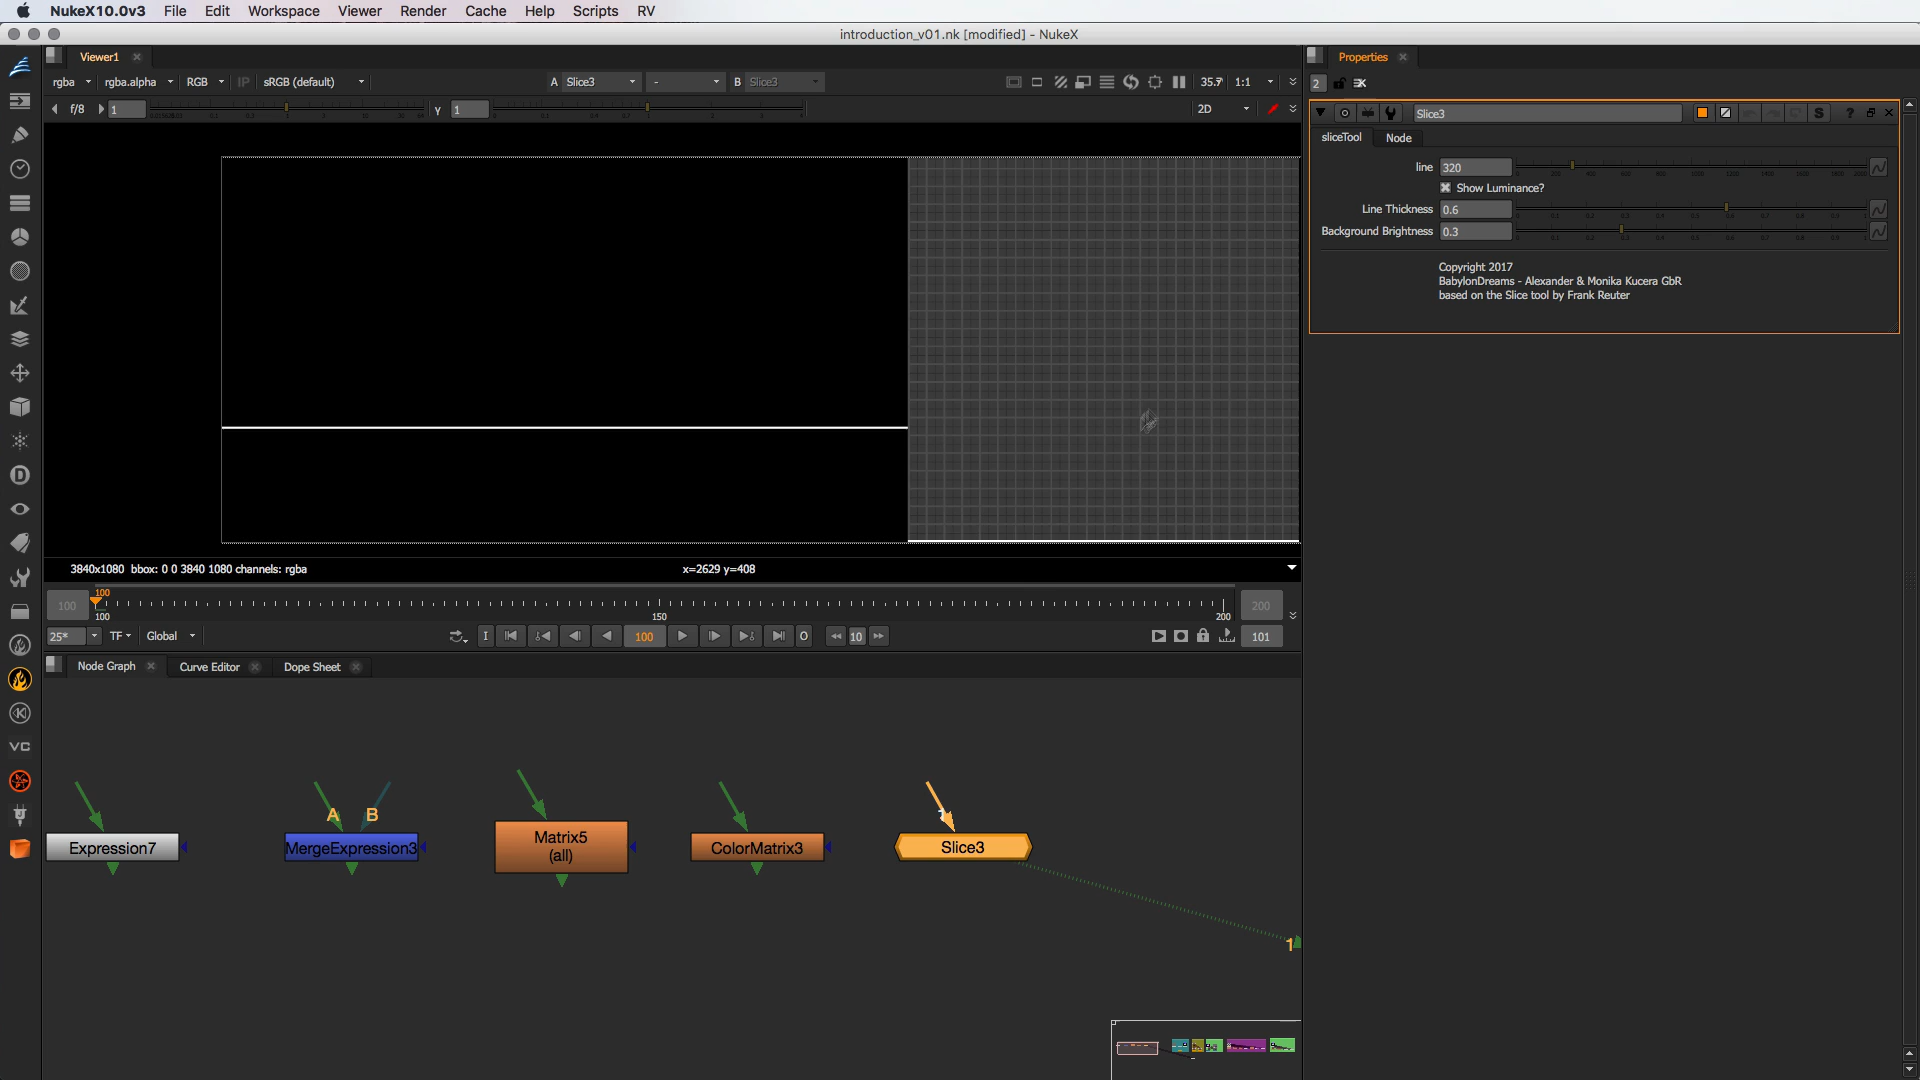 NukeX10.0v3 File Edit Workspace Viewer Render Cache Help Scripts RV
introduction_v01.nk [modified] - NukeX
Viewer1
Properties
rgba rgba.alpha RGB IP sRGB (default) A Slice3 - B Slice3 35.7 1:1
2
f/8 1 Y 1 2D
Slice3
S ?
sliceTool Node
line 320
Show Luminance?
Line Thickness 0.6
Background Brightness 0.3
Copyright 2017
BabylonDreams - Alexander & Monika Kucera GbR
based on the Slice tool by Frank Reuter
3840x1080 bbox: 0 0 3840 1080 channels: rgba x=2629 y=408
100 100 200
100 150 200
25* TF Global I 100 O 10 101
Node Graph Curve Editor Dope Sheet
VC
A B
Expression7 MergeExpression3 Matrix5
(all)
ColorMatrix3 Slice3
1